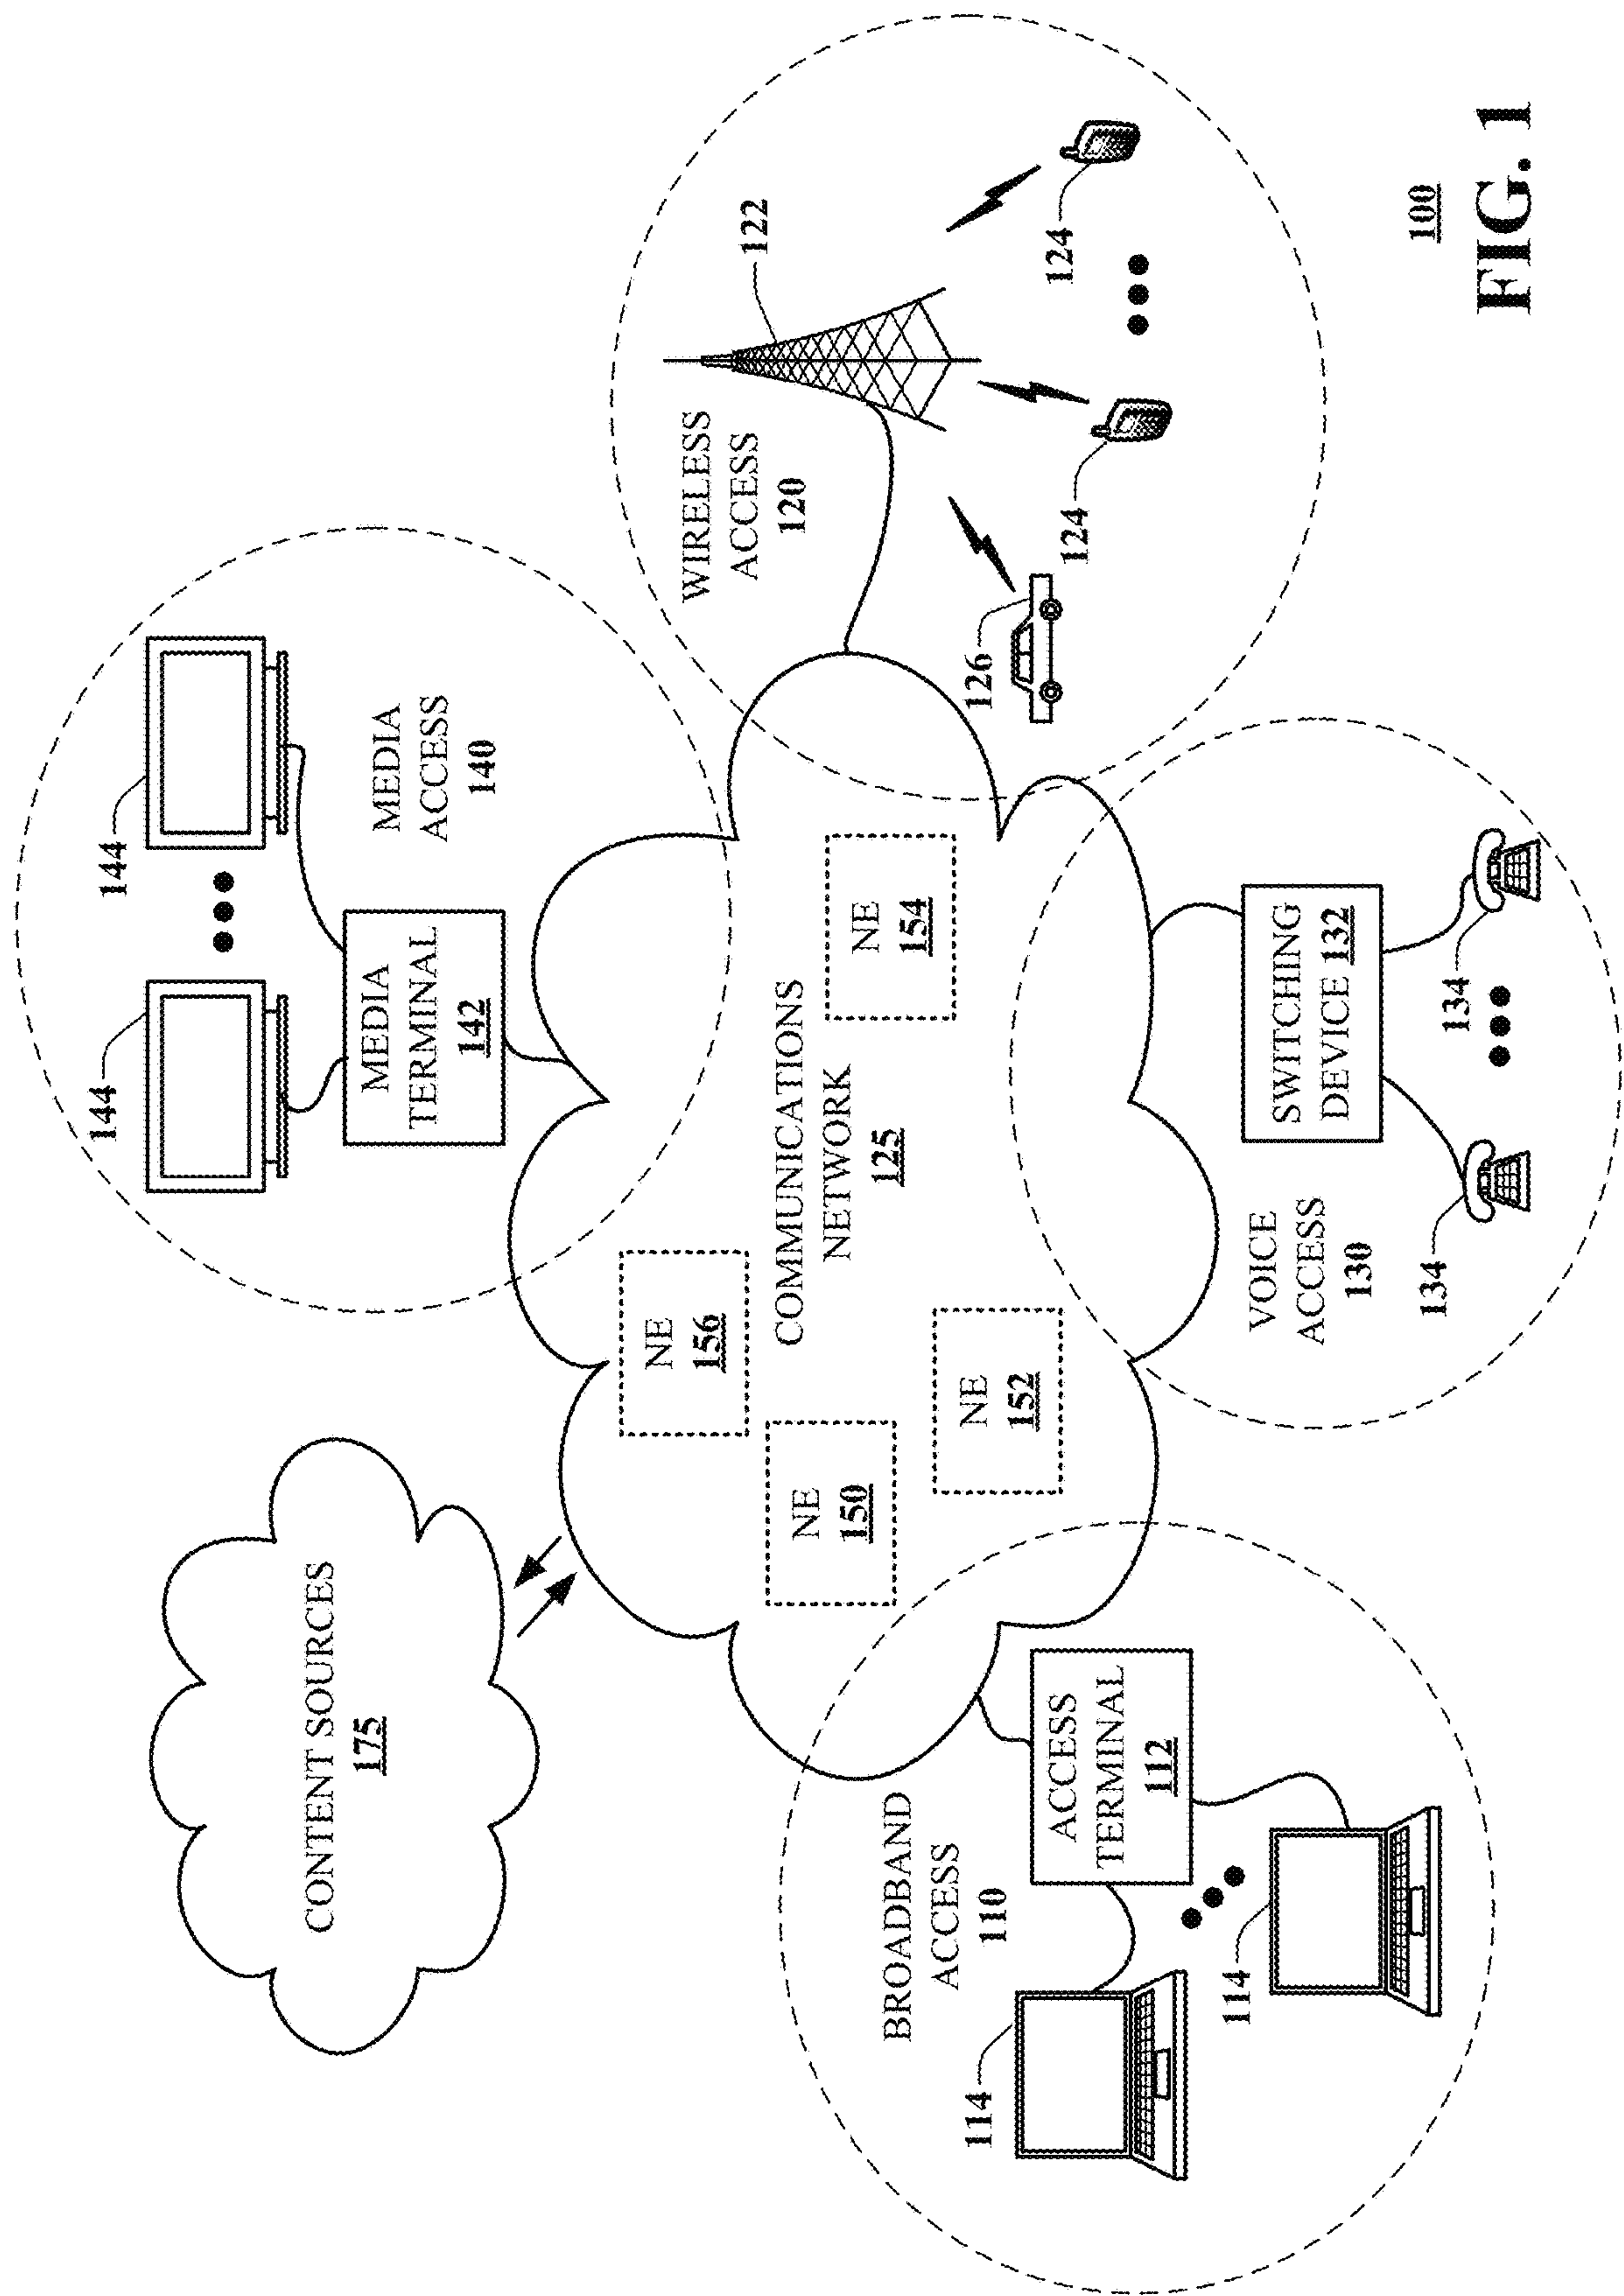 144
144
CONTENT SOURCES
175
MEDIA
TERMINAL
142
MEDIA
ACCESS
140
WIRELESS
ACCESS
120
122
NE
156
COMMUNICATIONS
NETWORK
125
NE
150
NE
154
NE
152
BROADBAND
ACCESS
110
126
124
124
114
ACCESS
TERMINAL
112
114
VOICE
ACCESS
130
SWITCHING
DEVICE 132
134
134
100
FIG. 1